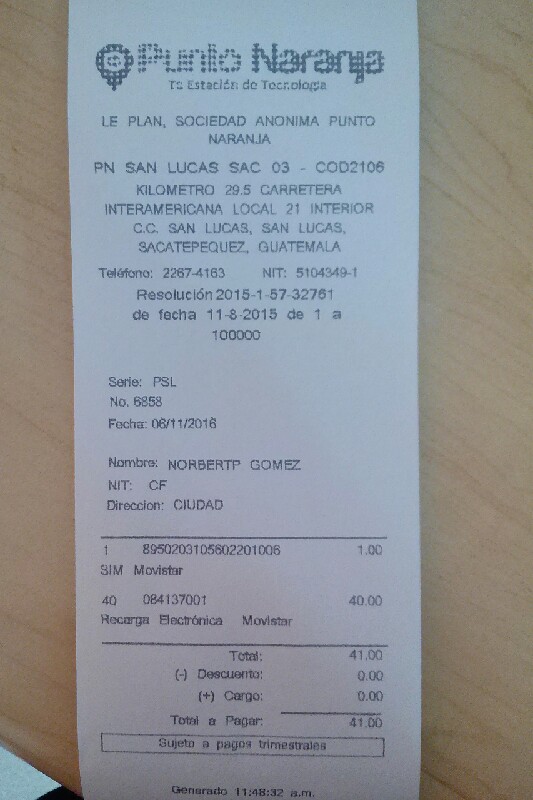 Punto Naranja
Tu Estación de Tecnología
LE PLAN, SOCIEDAD ANONIMA PUNTO
NARANJA
PN SAN LUCAS SAC 03 - COD2106
KILOMETRO 29.5 CARRETERA
INTERAMERICANA LOCAL 21 INTERIOR
C.C. SAN LUCAS, SAN LUCAS,
SACATEPEQUEZ, GUATEMALA
Teléfono: 2267-4163 NIT: 5104349-1
Resolución 2015-1-57-32761
de fecha 11-8-2015 de 1 a
100000
Serie: PSL
No. 6858
Fecha: 06/11/2016
Nombre: NORBERTP GOMEZ
NIT: CF
Direccion: CIUDAD
1 8950203105602201006 1.00
SIM Movistar
40 084137001 40.00
Recarga Electrónica Movistar
Total: 41.00
(-) Descuento: 0.00
(+) Cargo: 0.00
Total a Pagar: 41.00
Sujeto a pagos trimestrales
Generado 11:48:32 a.m.